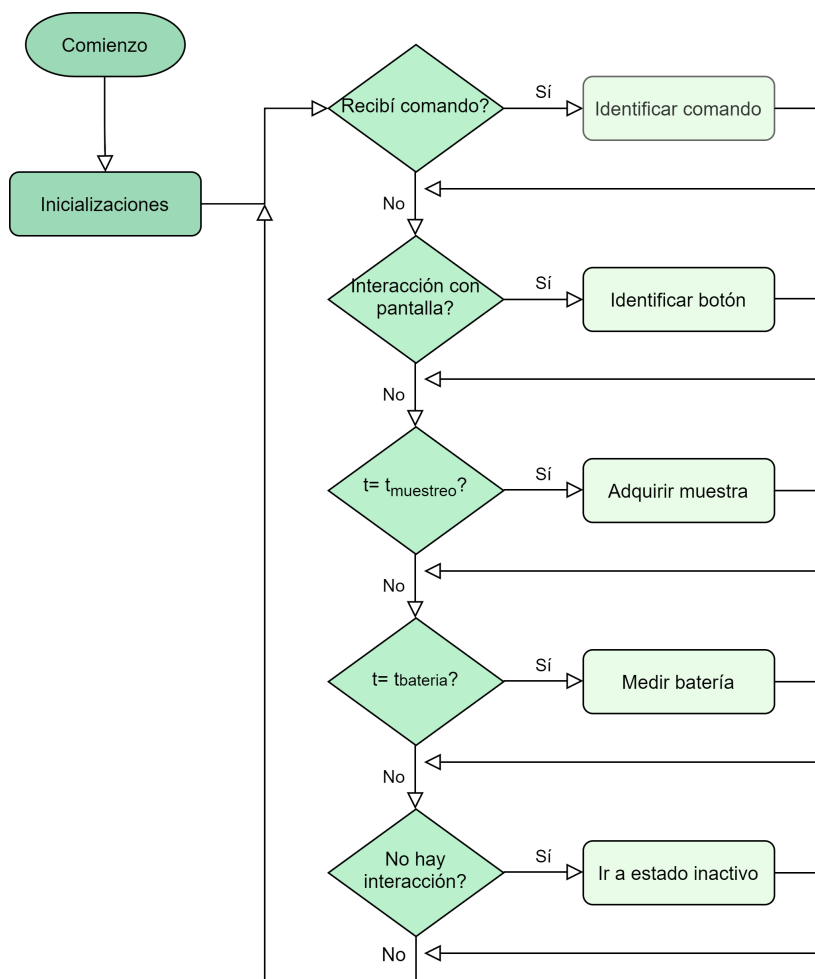 Comienzo
Inicializaciones
Recibí comando?
Sí
Identificar comando
No
Interacción con
pantalla?
Sí
Identificar botón
No
t= tmuestreo?
Sí
Adquirir muestra
No
t= tbateria?
Sí
Medir batería
No
No hay
interacción?
Sí
Ir a estado inactivo
No